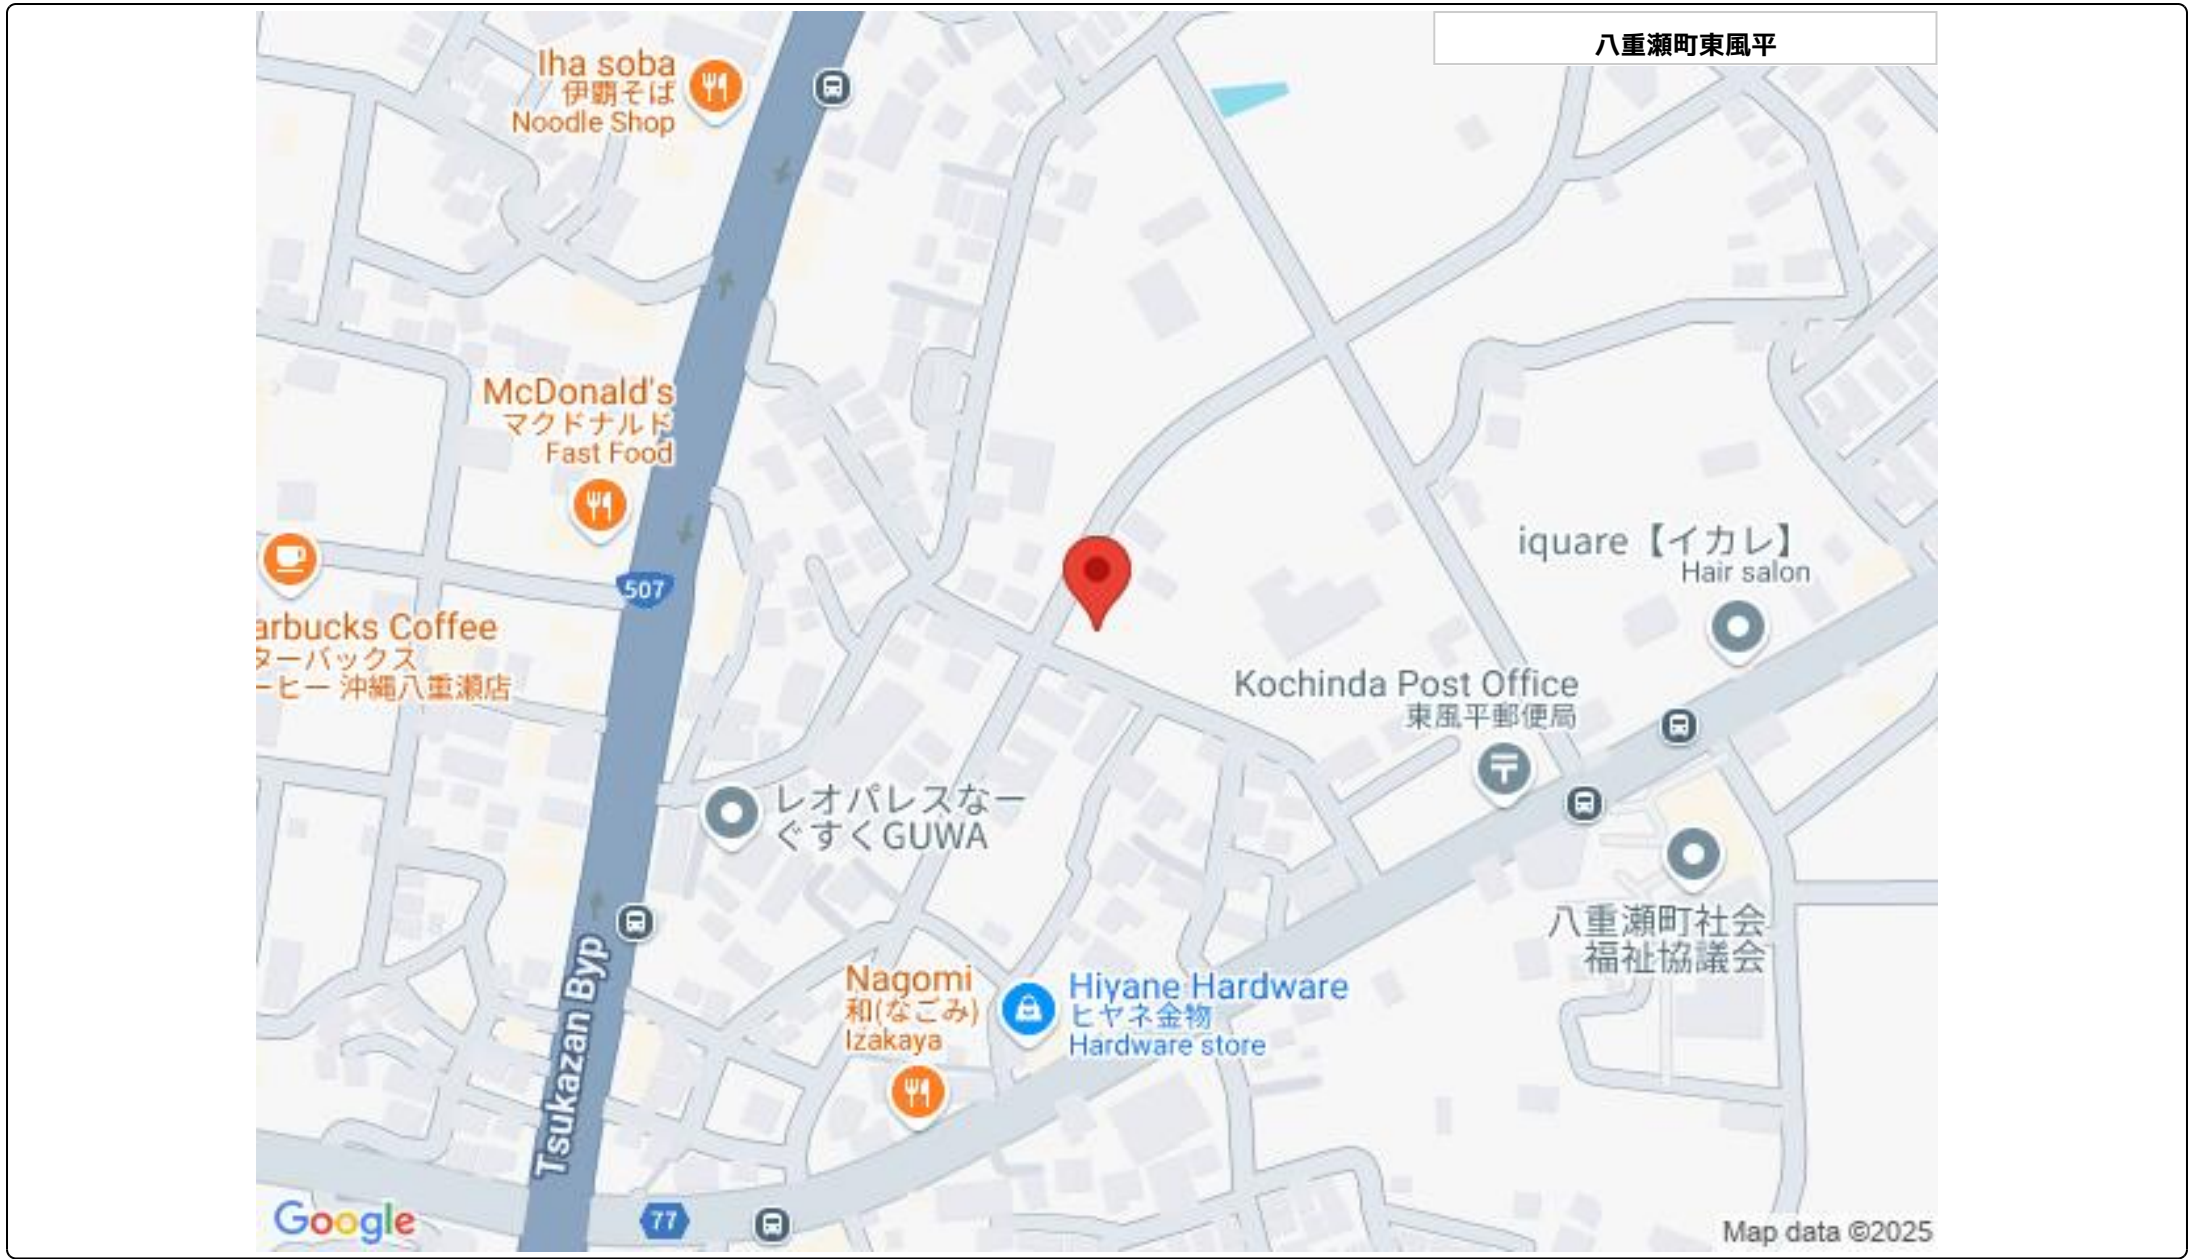 八重瀬町東風平
Iha soba
伊覇そば
Noodle Shop
McDonald's
マクドナルド
Fast Food
507
arbucks Coffee
ターバックス
ーヒー 沖縄八重瀬店
iquare【イカレ】
Hair salon
Kochinda Post Office
東風平郵便局
レオパレスなー
ぐすくGUWA
八重瀬町社会
福祉協議会
Nagomi
和(なごみ)
Izakaya
Hiyane Hardware
ヒヤネ金物
Hardware store
Tsukazan Byp
77
Google
Map data ©2025